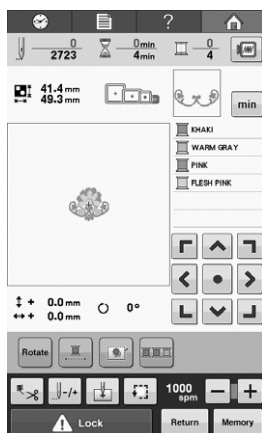 ?
0
2723
0min
4min
0
4
41.4 mm
49.3 mm
min
KHAKI
WARM GRAY
PINK
FLESH PINK
+ 0.0 mm
+ 0.0 mm
0°
Rotate
-/+
1000
spm
− +
Lock
Return
Memory